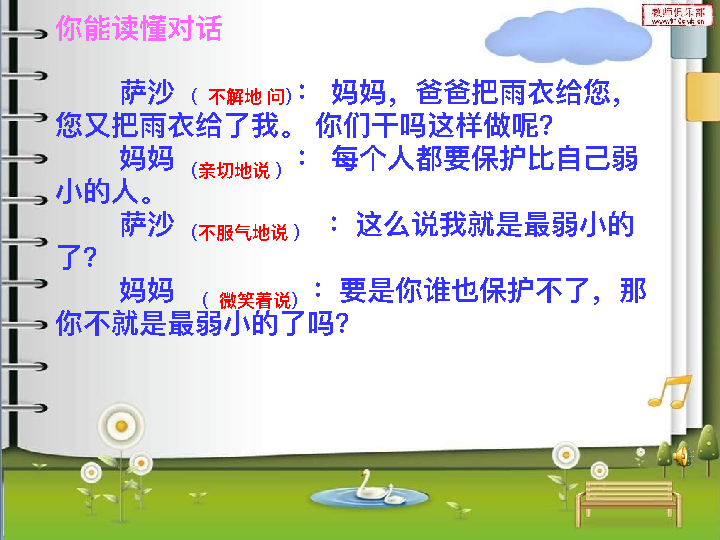 你能读懂对话
教师俱乐部
萨沙（ 不解地 问）： 妈妈，爸爸把雨衣给您，
您又把雨衣给了我。 你们干吗这样做呢？
妈妈（亲切地说 ）： 每个人都要保护比自己弱
小的人。
萨沙（不服气地说 ）：这么说我就是最弱小的
了？
妈妈（ 微笑着说）：要是你谁也保护不了，那
你不就是最弱小的了吗？